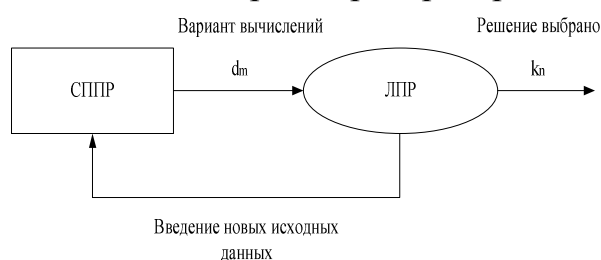 Вариант вычислений
Решение выбрано
dm
kn
СППР
ЛПР
Введение новых исходных
данных